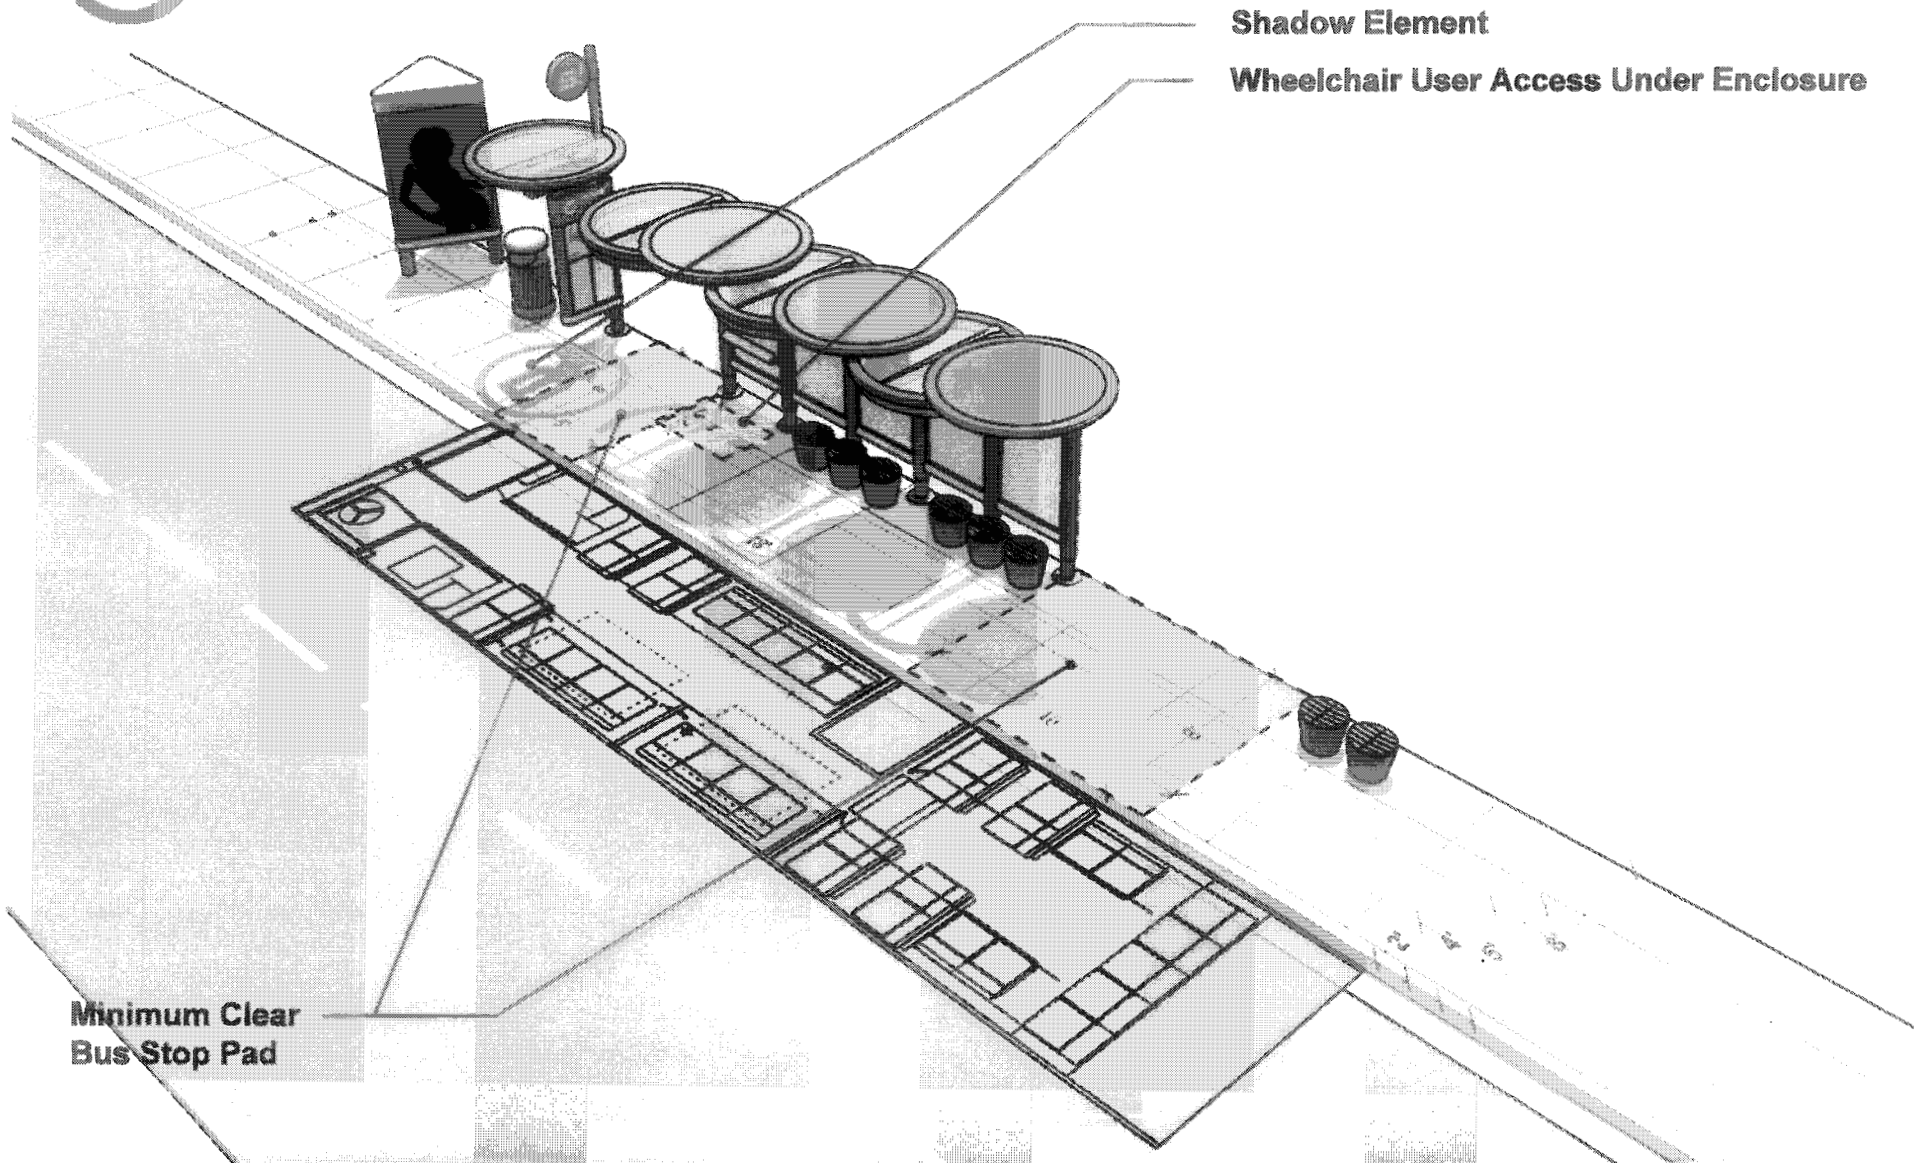 Shadow Element
Wheelchair User Access Under Enclosure
Minimum Clear
Bus Stop Pad